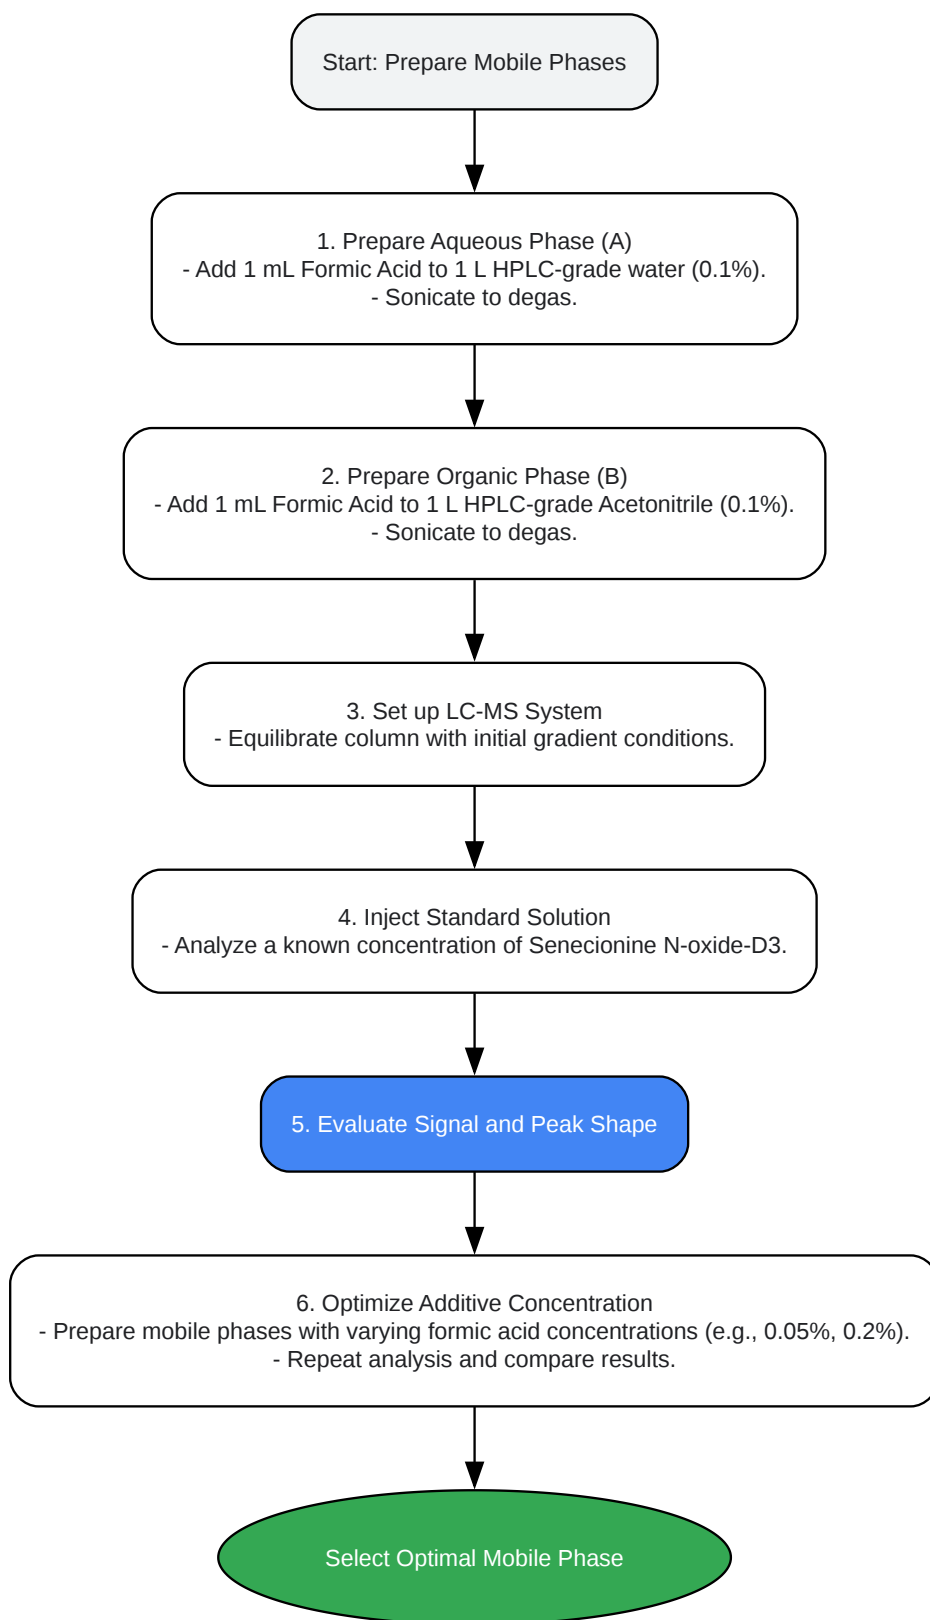 Start: Prepare Mobile Phases
1. Prepare Aqueous Phase (A)
- Add 1 mL Formic Acid to 1 L HPLC-grade water (0.1%).
- Sonicate to degas.
2. Prepare Organic Phase (B)
- Add 1 mL Formic Acid to 1 L HPLC-grade Acetonitrile (0.1%).
- Sonicate to degas.
3. Set up LC-MS System
- Equilibrate column with initial gradient conditions.
4. Inject Standard Solution
- Analyze a known concentration of Senecionine N-oxide-D3.
5. Evaluate Signal and Peak Shape
6. Optimize Additive Concentration
- Prepare mobile phases with varying formic acid concentrations (e.g., 0.05%, 0.2%).
- Repeat analysis and compare results.
Select Optimal Mobile Phase